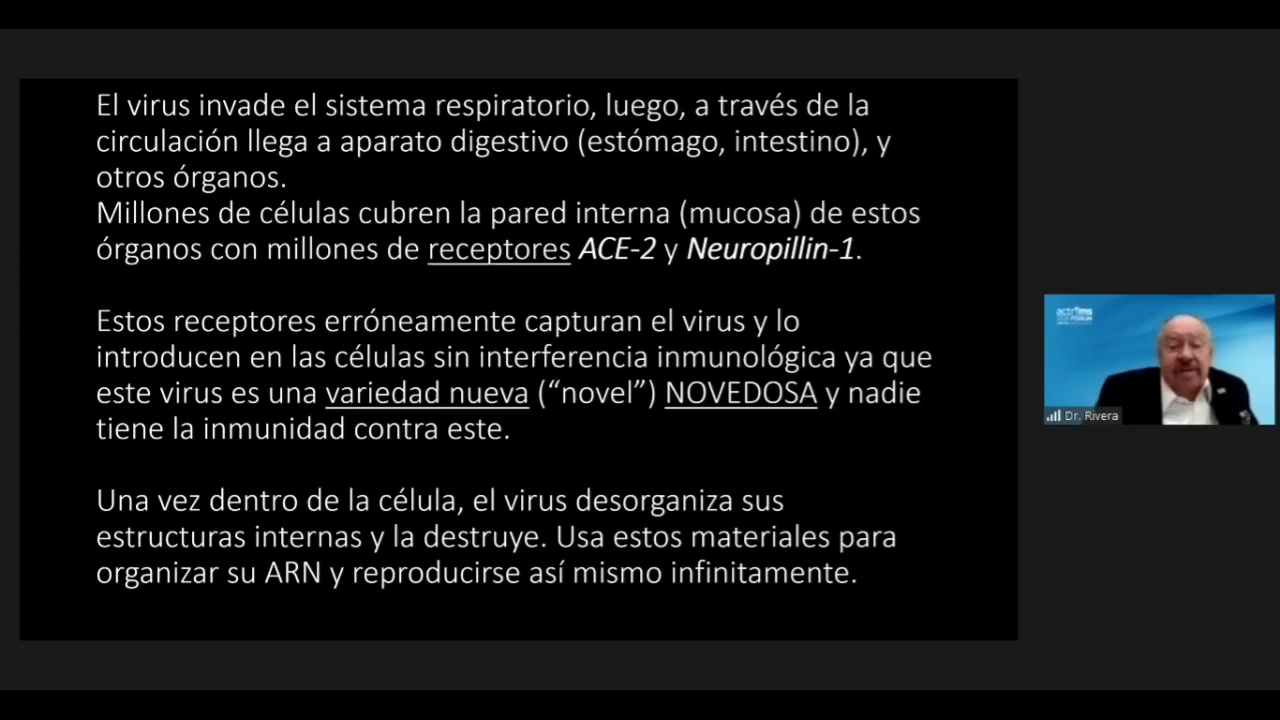 El virus invade el sistema respiratorio, luego, a través de la
circulación llega a aparato digestivo (estómago, intestino), y
otros órganos.
Millones de células cubren la pared interna (mucosa) de estos
órganos con millones de receptores ACE-2 y Neuropillin-1.
Estos receptores erróneamente capturan el virus y lo
introducen en las células sin interferencia inmunológica ya que
este virus es una variedad nueva (“novel”) NOVEDOSA y nadie
tiene la inmunidad contra este.
Una vez dentro de la célula, el virus desorganiza sus
estructuras internas y la destruye. Usa estos materiales para
organizar su ARN y reproducirse así mismo infinitamente.
Dr. Rivera